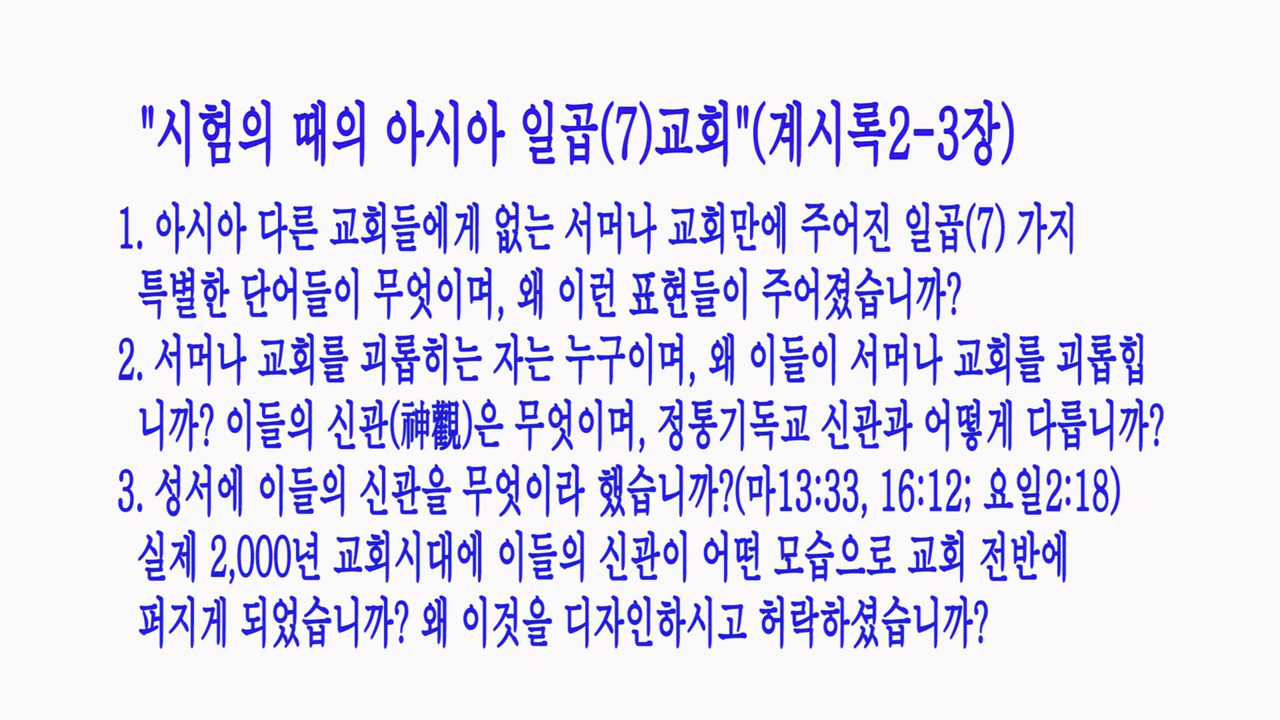 "시험의 때의 아시아 일곱(7)교회"(계시록2-3장)
1. 아시아 다른 교회들에게 없는 서머나 교회만에 주어진 일곱(7) 가지
특별한 단어들이 무엇이며, 왜 이런 표현들이 주어졌습니까?
2. 서머나 교회를 괴롭히는 자는 누구이며, 왜 이들이 서머나 교회를 괴롭힙
니까? 이들의 신관(神觀)은 무엇이며, 정통기독교 신관과 어떻게 다릅니까?
3. 성서에 이들의 신관을 무엇이라 했습니까?(마13:33, 16:12; 요일2:18)
실제 2,000년 교회시대에 이들의 신관이 어떤 모습으로 교회 전반에
퍼지게 되었습니까? 왜 이것을 디자인하시고 허락하셨습니까?